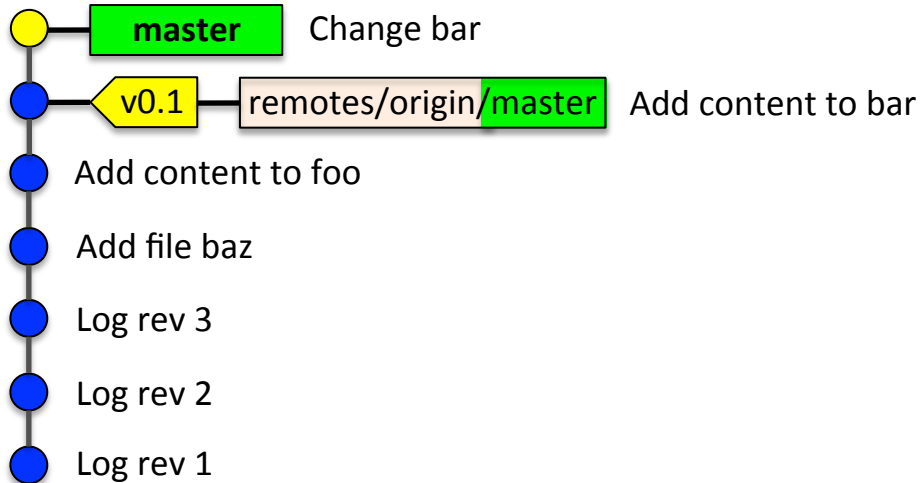 master Change bar
v0.1 remotes/origin/master Add content to bar
Add content to foo
Add file baz
Log rev 3
Log rev 2
Log rev 1